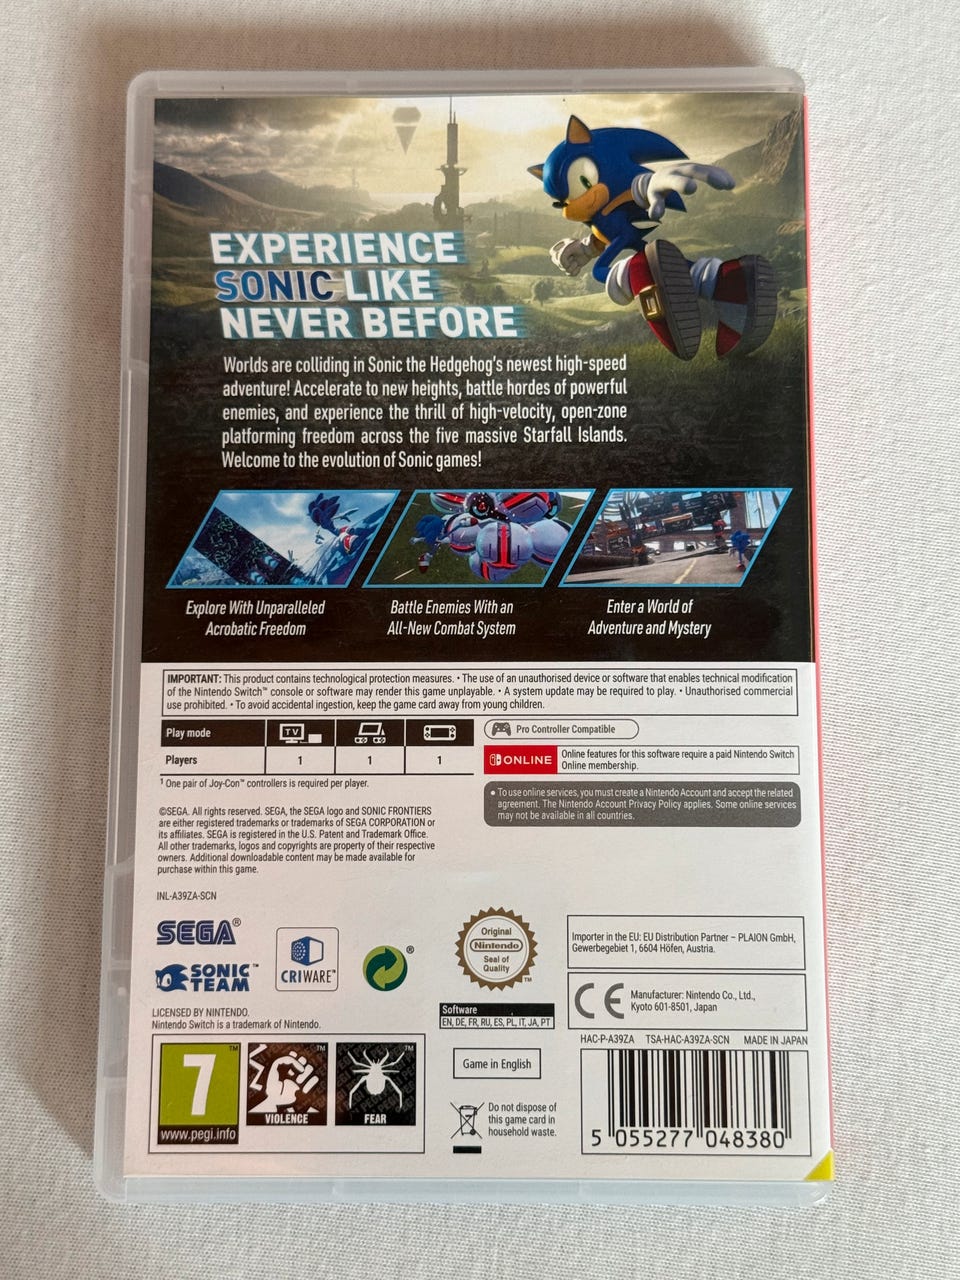 EXPERIENCE
SONIC LIKE
NEVER BEFORE
Worlds are colliding in Sonic the Hedgehog's newest high-speed
adventure! Accelerate to new heights, battle hordes of powerful
enemies, and experience the thrill of high-velocity, open-zone
platforming freedom across the five massive Starfall Islands.
Welcome to the evolution of Sonic games!
Explore With Unparalleled
Acrobatic Freedom
Battle Enemies With an
All-New Combat System
Enter a World of
Adventure and Mystery
IMPORTANT: This product contains technological protection measures. • The use of an unauthorised device or software that enables technical modification
of the Nintendo Switch™ console or software may render this game unplayable. • A system update may be required to play. • Unauthorised commercial
use prohibited. • To avoid accidental ingestion, keep the game card away from young children.
Play mode
TV
Players 1 1 1
¹ One pair of Joy-Con™ controllers is required per player.
Pro Controller Compatible
ONLINE
Online features for this software require a paid Nintendo Switch
Online membership.
• To use online services, you must create a Nintendo Account and accept the related
agreement. The Nintendo Account Privacy Policy applies. Some online services
may not be available in all countries.
©SEGA. All rights reserved. SEGA, the SEGA logo and SONIC FRONTIERS
are either registered trademarks or trademarks of SEGA CORPORATION or
its affiliates. SEGA is registered in the U.S. Patent and Trademark Office.
All other trademarks, logos and copyrights are property of their respective
owners. Additional downloadable content may be made available for
purchase within this game.
INL-A39ZA-SCN
SEGA®
SONIC
TEAM™
CRIWARE™
®
Original
Nintendo
Seal of
Quality
™
Importer in the EU: EU Distribution Partner – PLAION GmbH,
Gewerbegebiet 1, 6604 Höfen, Austria.
CE
Manufacturer: Nintendo Co., Ltd.,
Kyoto 601-8501, Japan
LICENSED BY NINTENDO.
Nintendo Switch is a trademark of Nintendo.
Software
EN, DE, FR, RU, ES, PL, IT, JA, PT
HAC-P-A39ZA TSA-HAC-A39ZA-SCN MADE IN JAPAN
7
™
www.pegi.info
™
VIOLENCE
™
FEAR
Game in English
Do not dispose of
this game card in
household waste.
5 055277 048380